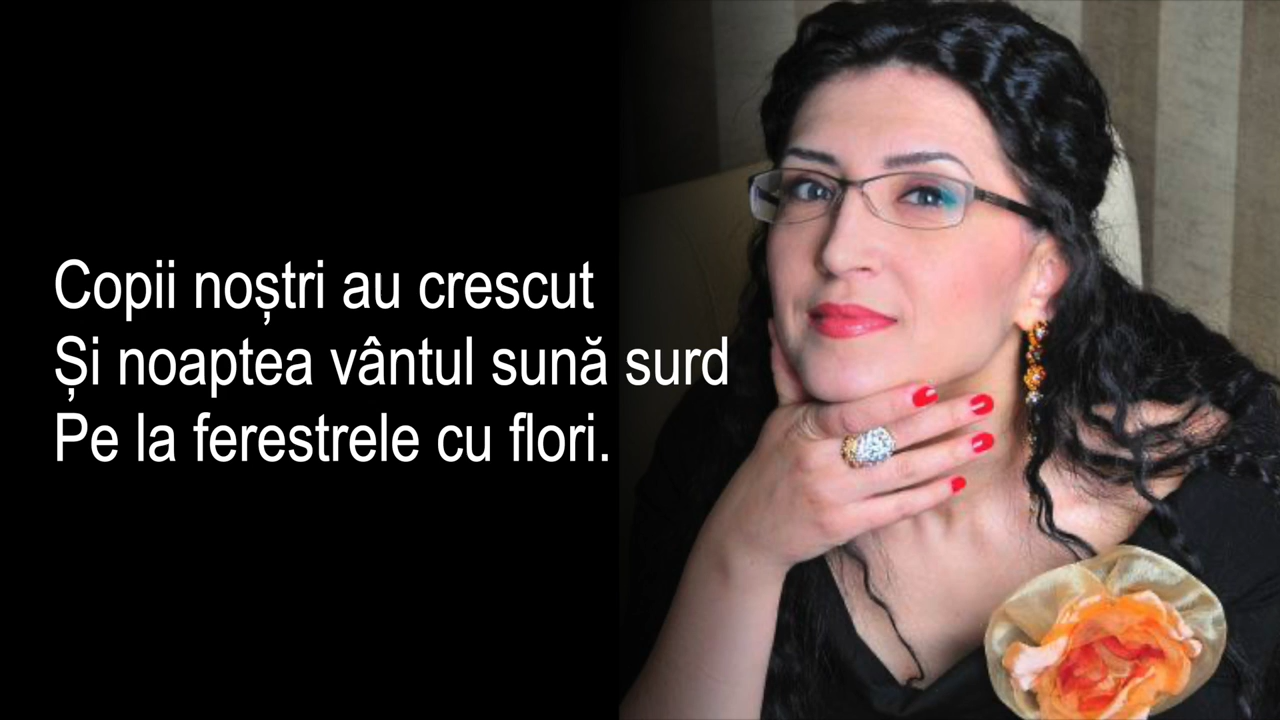 Copii noștri au crescut
Și noaptea vântul sună surd
Pe la ferestrele cu flori.